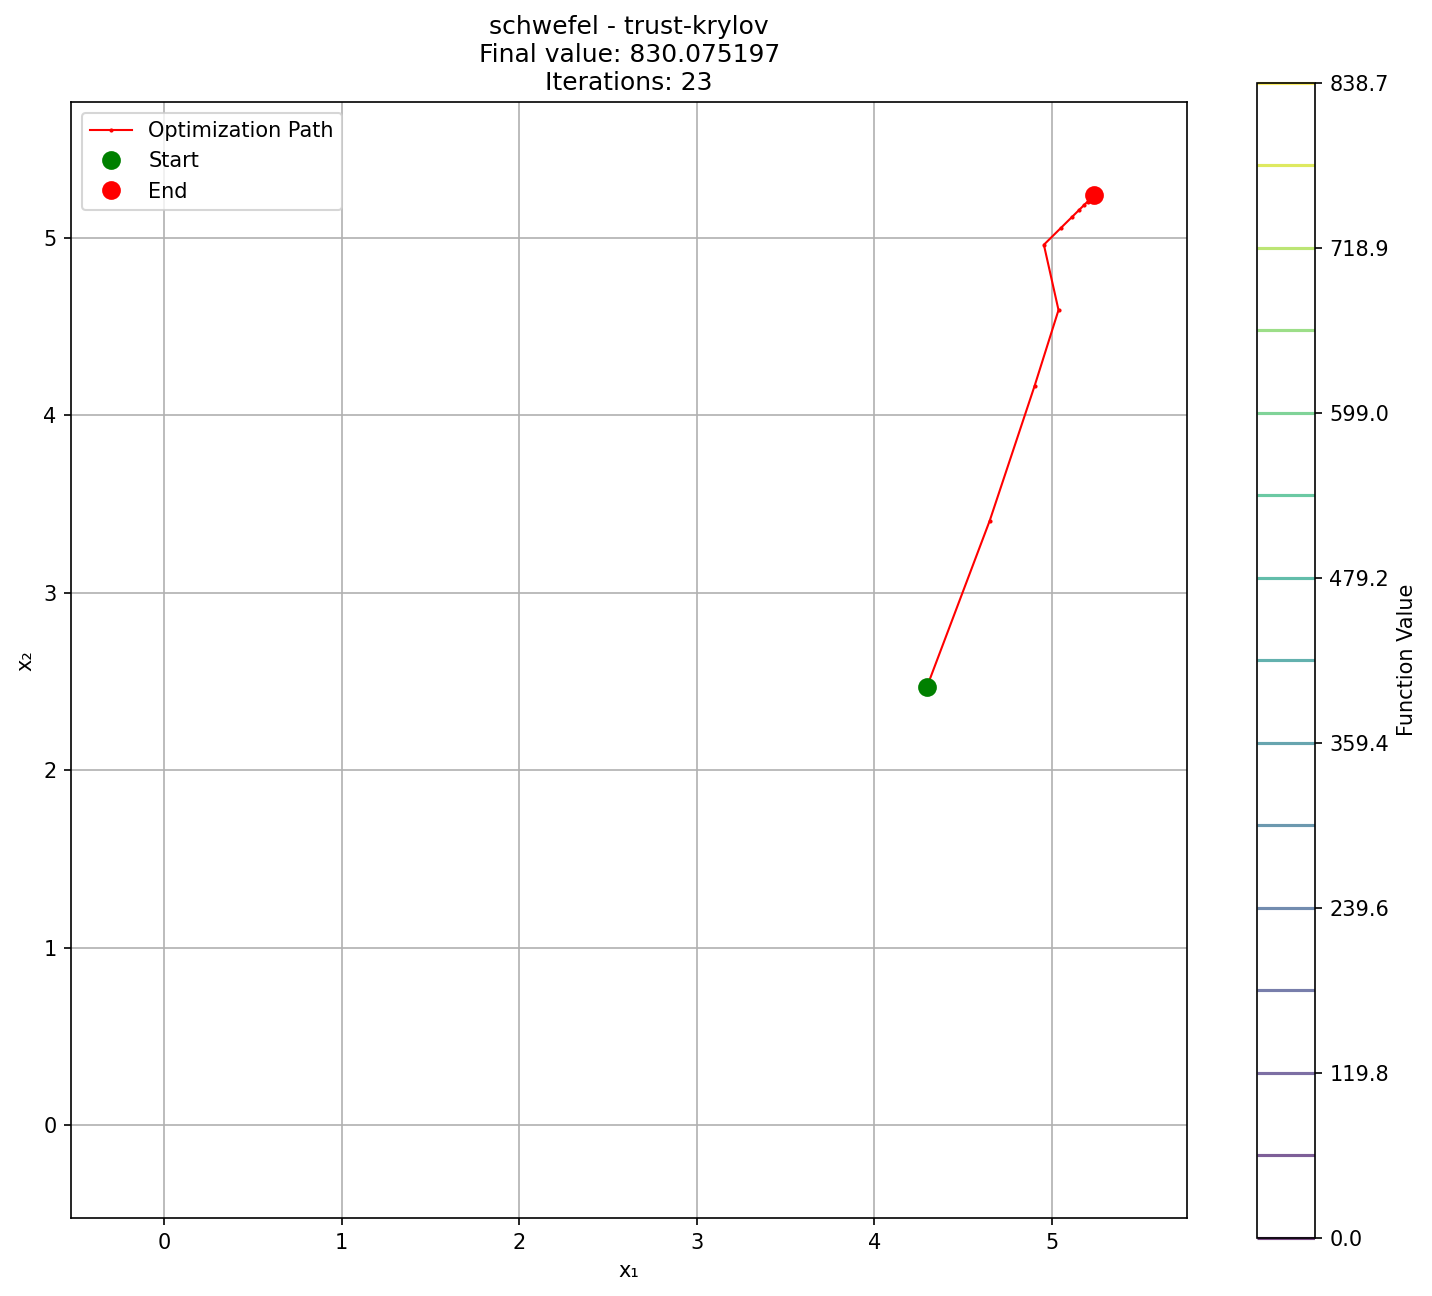 schwefel - trust-krylov
Final value: 830.075197
Iterations: 23
Optimization Path
Start
End
5
4
3
2
1
0
x₂
0
1
2
3
4
5
x₁
838.7
718.9
599.0
479.2
359.4
239.6
119.8
0.0
Function Value